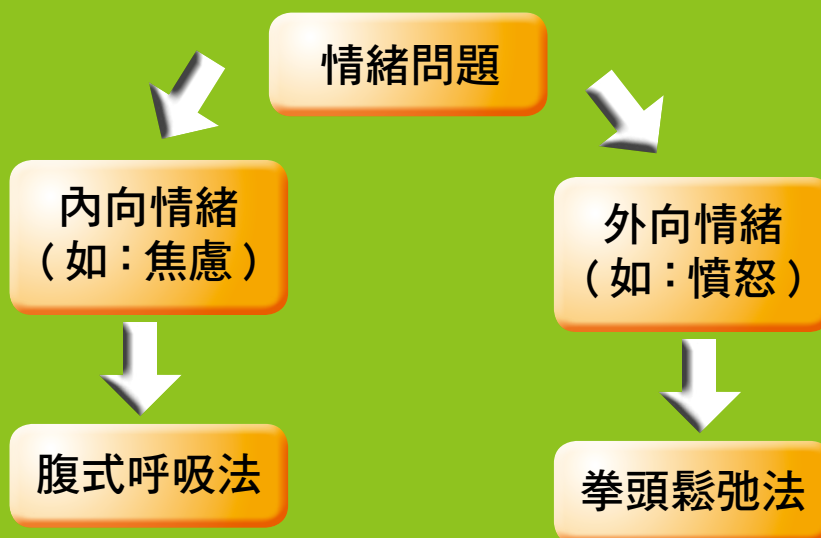 情緒問題
內向情緒
（如：焦慮）
外向情緒
（如：憤怒）
腹式呼吸法
拳頭鬆弛法